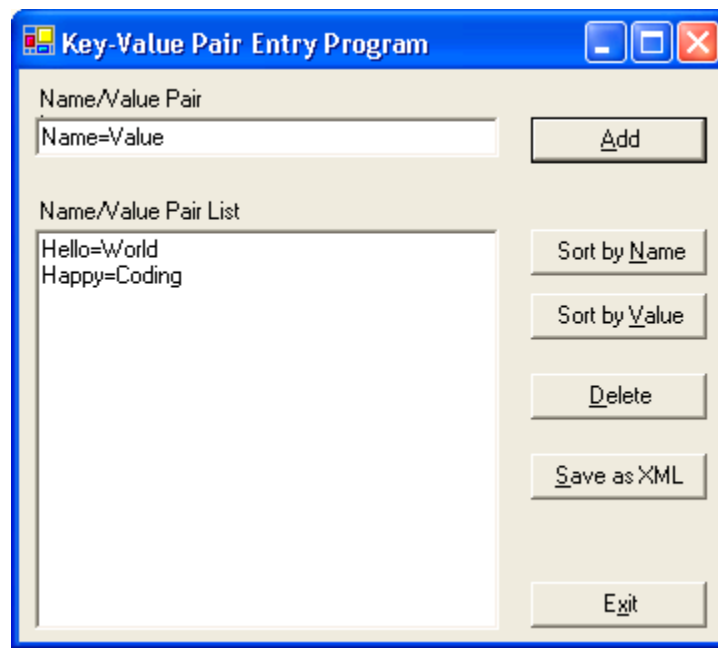 Key-Value Pair Entry Program
Name/Value Pair
Name=Value
Add
Name/Value Pair List
Hello=World
Happy=Coding
Sort by Name
Sort by Value
Delete
Save as XML
Exit